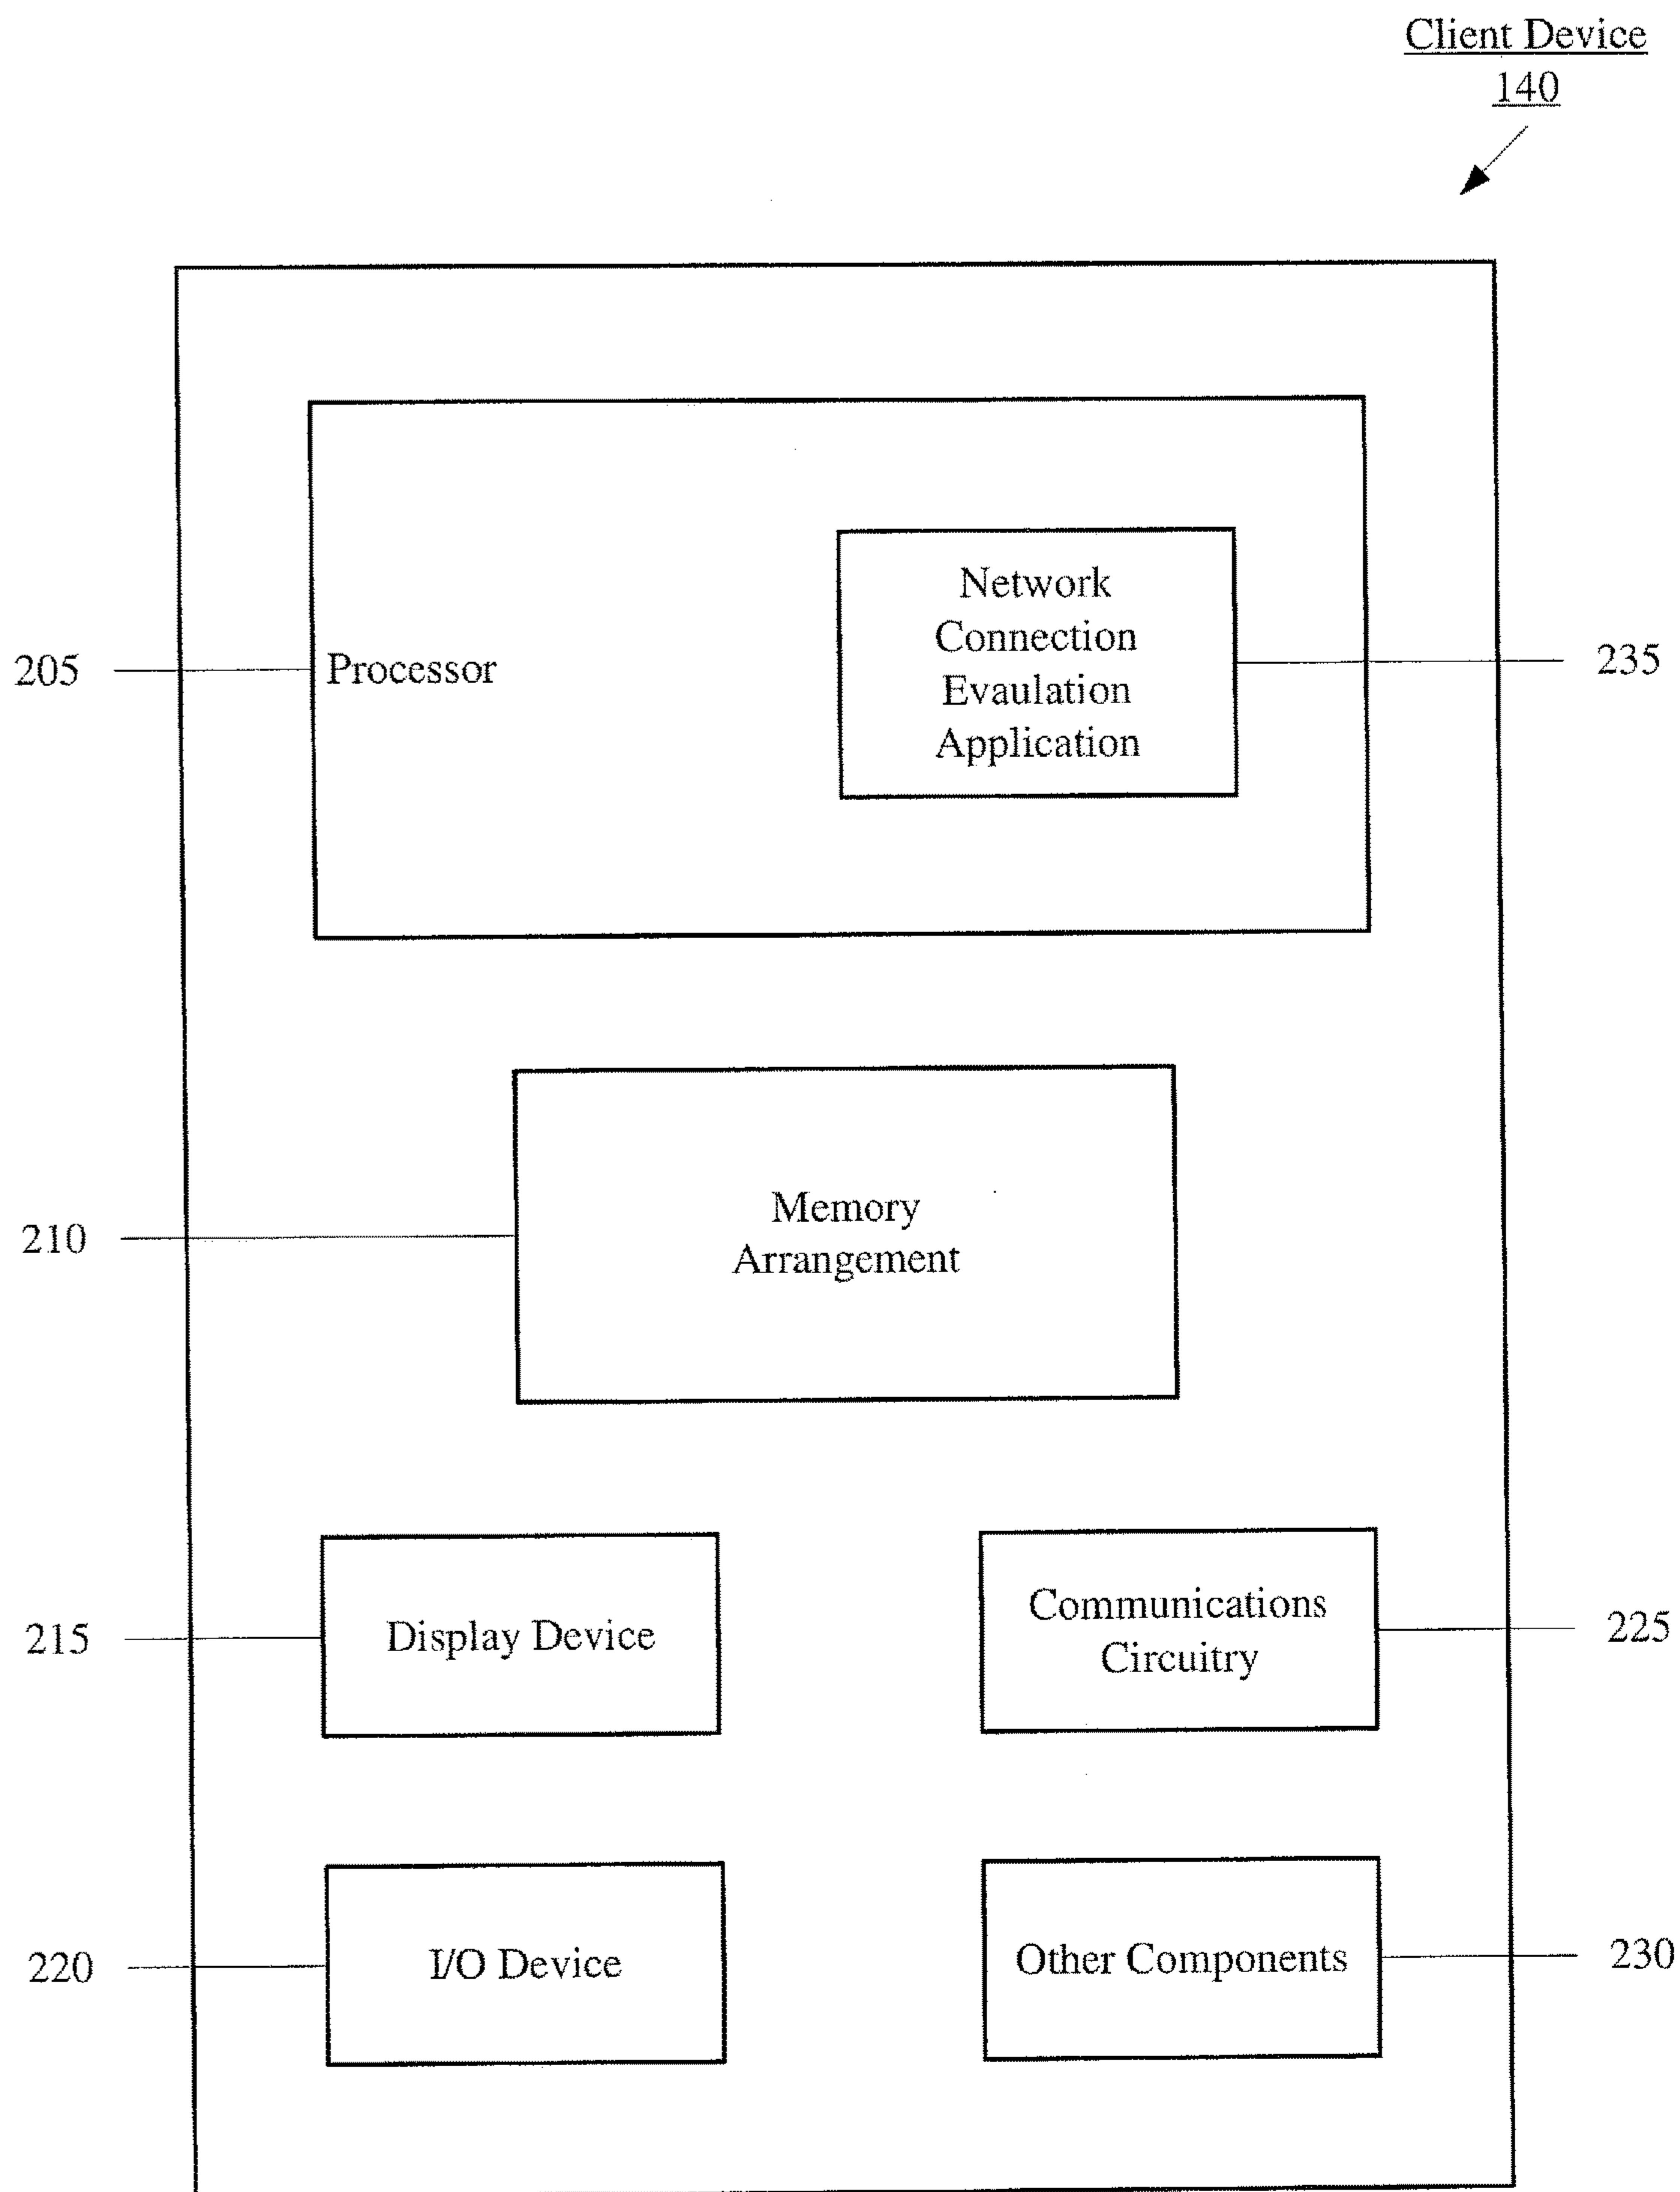 Client Device
140
Network
Connection
Evaulation
Application
205
Processor
235
Memory
Arrangement
210
215
Display Device
Communications
Circuitry
225
220
I/O Device
Other Components
230